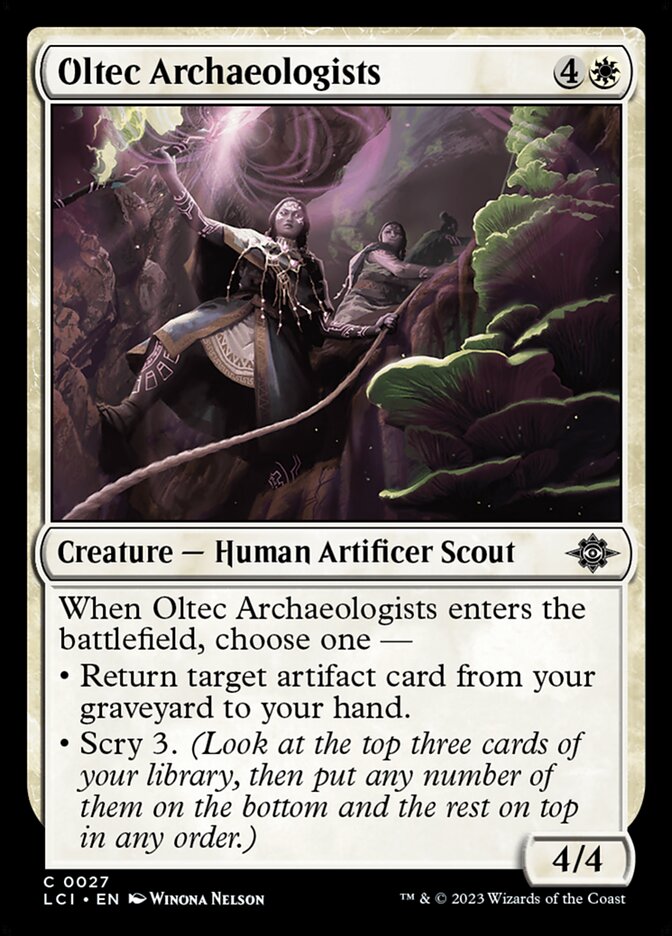 Oltec Archaeologists 4
Creature — Human Artificer Scout
When Oltec Archaeologists enters the
battlefield, choose one —
• Return target artifact card from your
graveyard to your hand.
• Scry 3. (Look at the top three cards of
your library, then put any number of
them on the bottom and the rest on top
in any order.)
4/4
C 0027
LCI • EN Winona Nelson ™ & © 2023 Wizards of the Coast